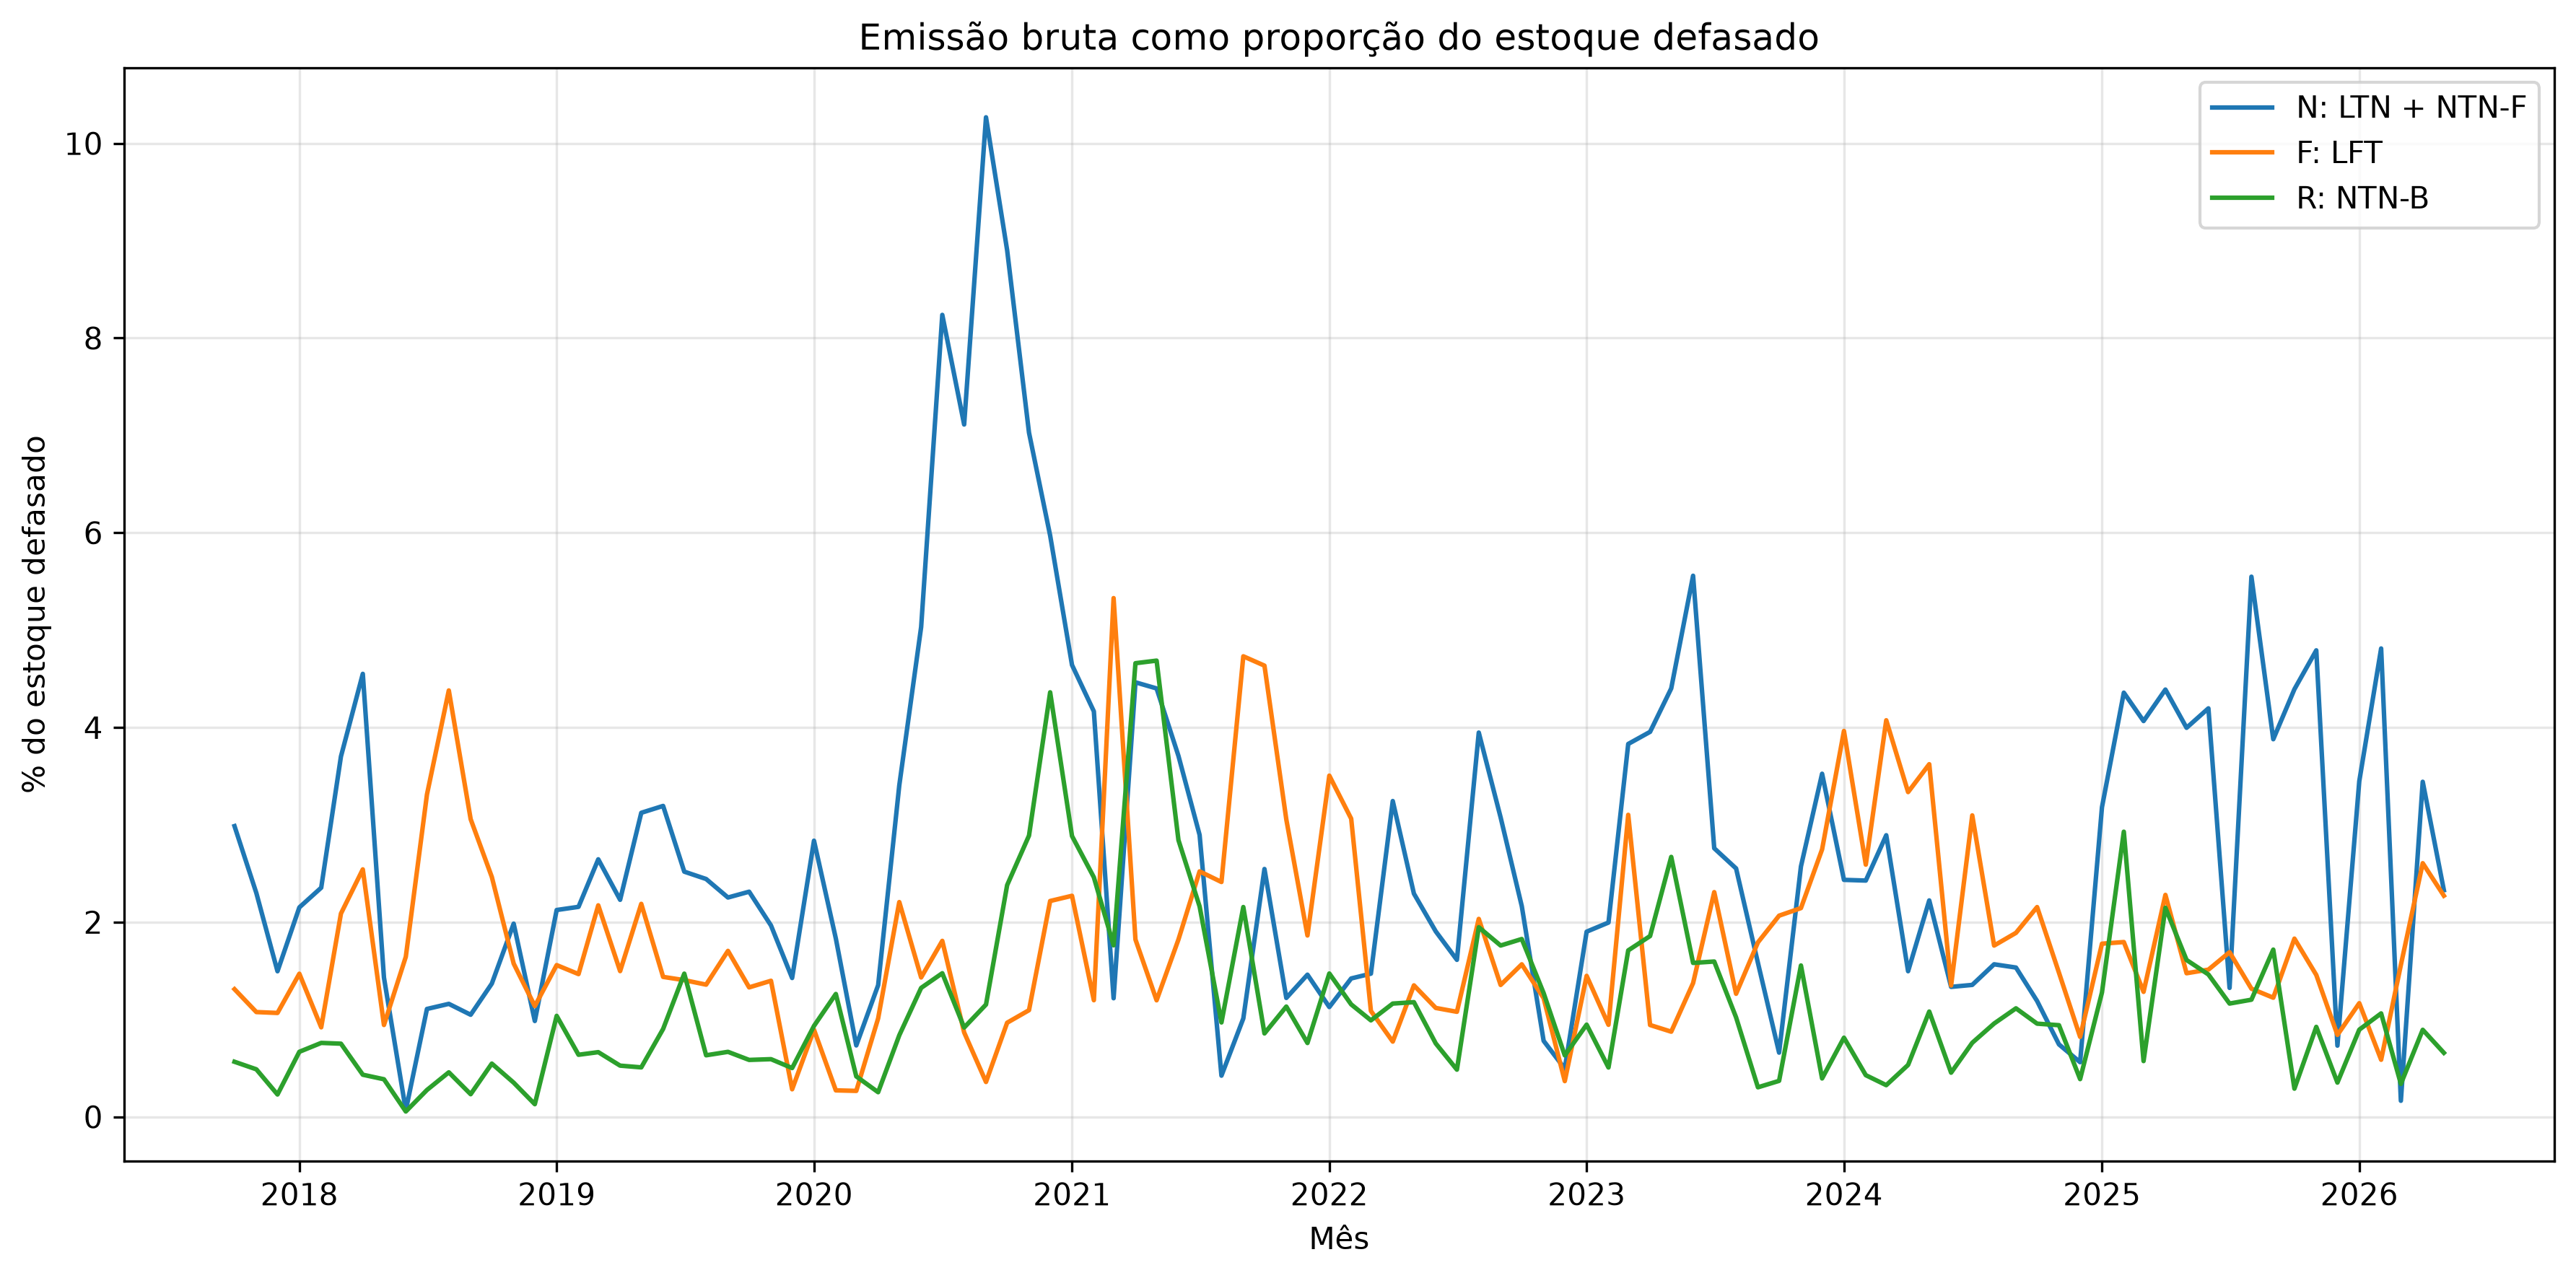 Emissão bruta como proporção do estoque defasado
N: LTN + NTN-F
F: LFT
R: NTN-B
% do estoque defasado
10
8
6
4
2
0
2018 2019 2020 2021 2022 2023 2024 2025 2026
Mês